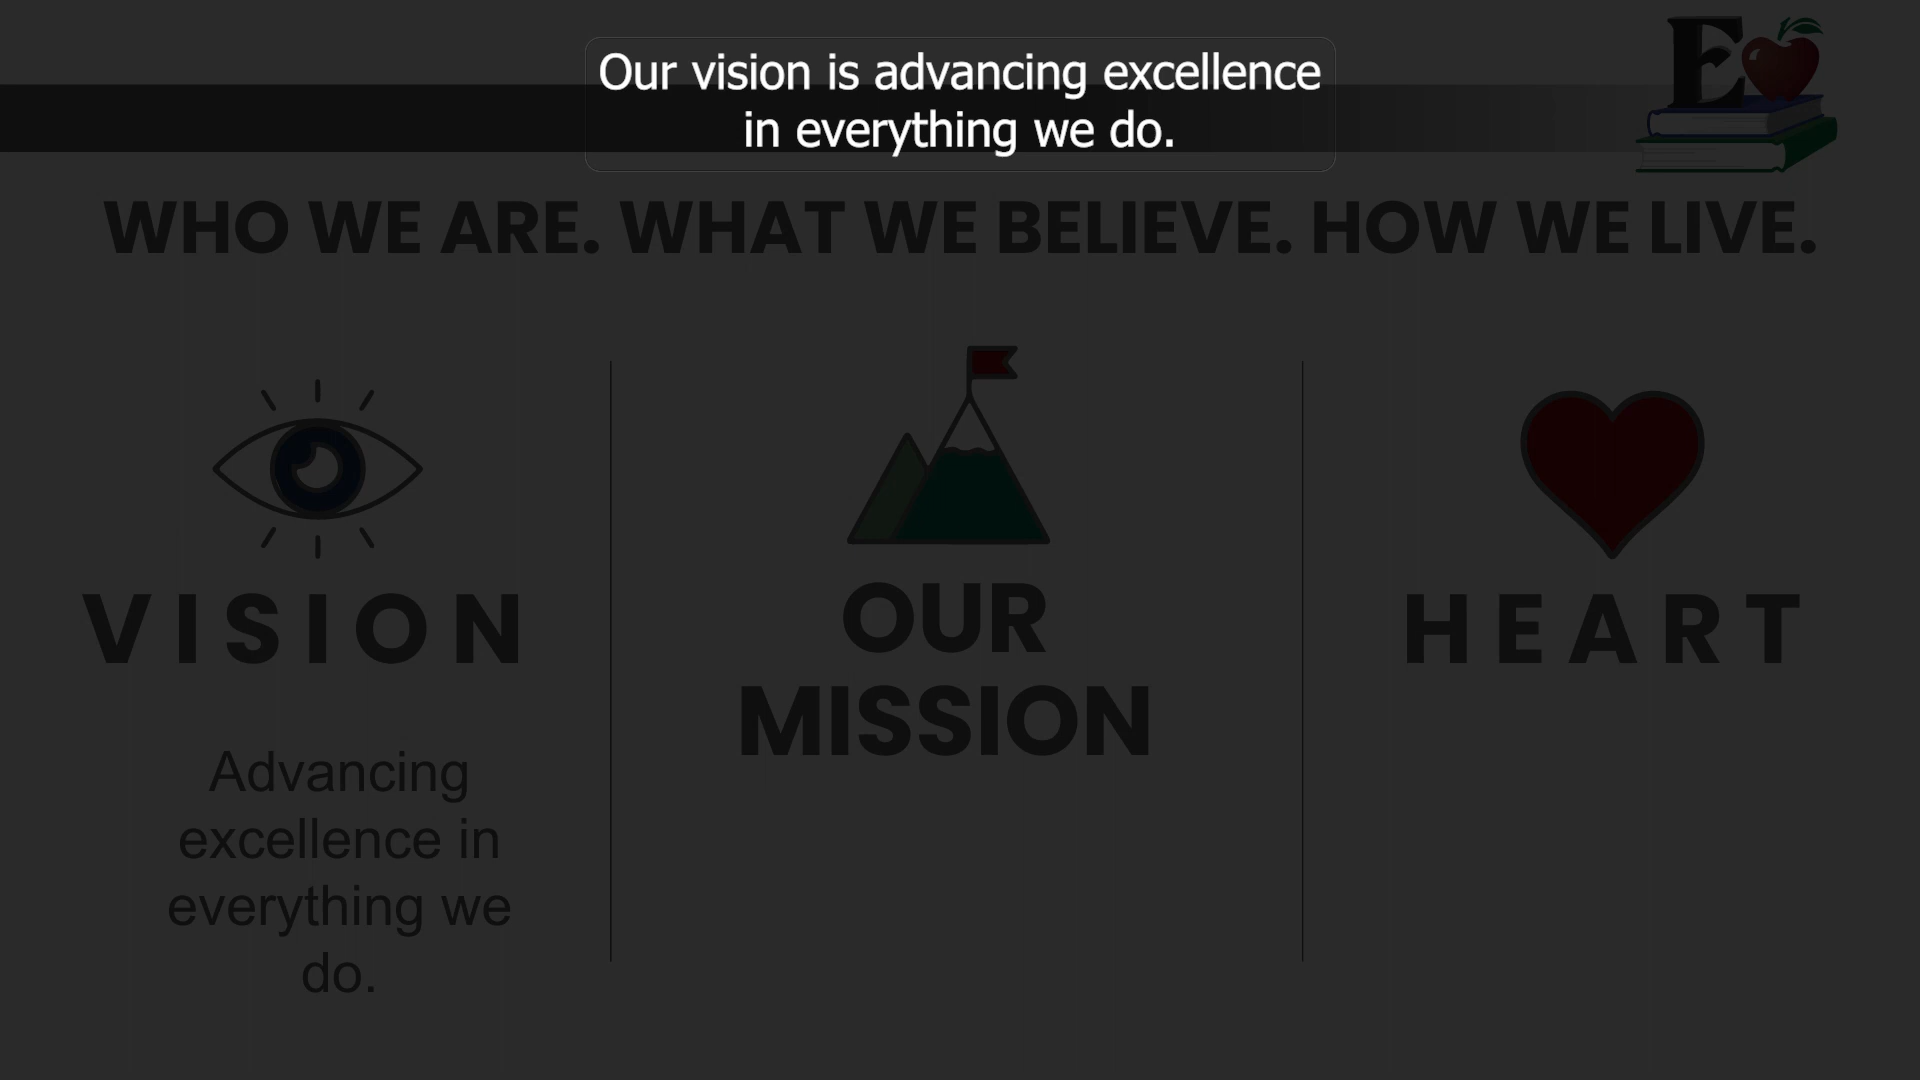 Our vision is advancing excellence
in everything we do.
E
WHO WE ARE. WHAT WE BELIEVE. HOW WE LIVE.
VISION
Advancing
excellence in
everything we
do.
OUR
MISSION
HEART